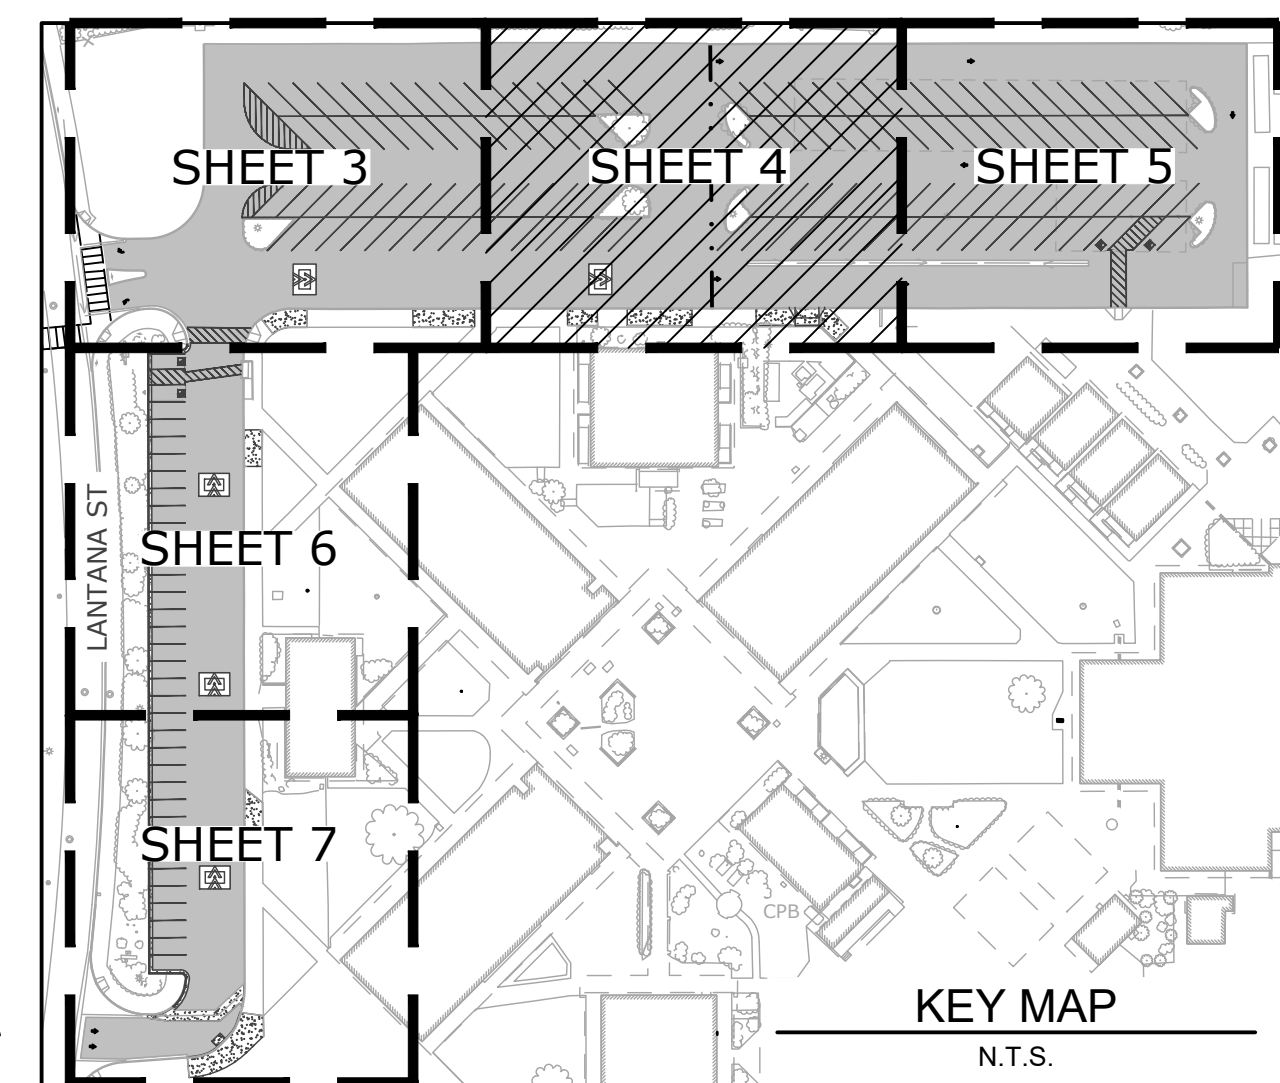 SHEET 3
SHEET 4
SHEET 5
SHEET 6
LANTANA ST
SHEET 7
CPB
KEY MAP
N.T.S.